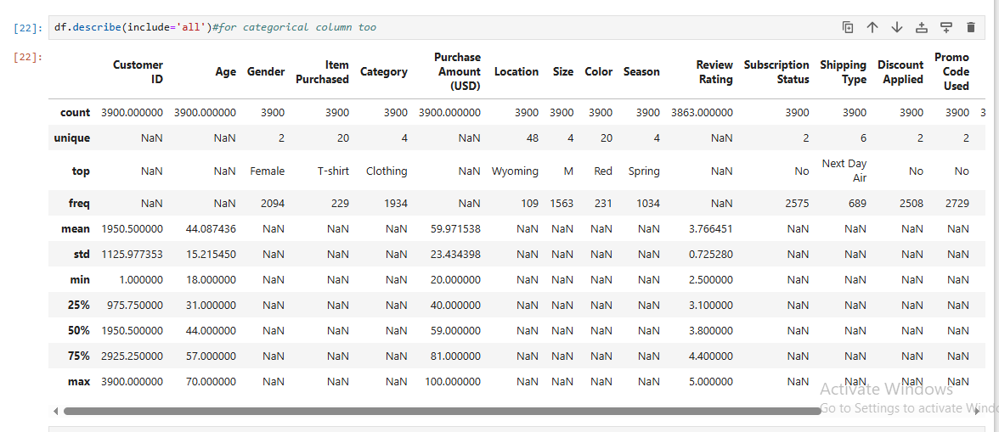 [22]: df.describe(include='all')#for categorical column too
[22]:
Customer ID Age Gender Item Purchased Category Purchase Amount (USD) Location Size Color Season Review Rating Subscription Status Shipping Type Discount Applied Promo Code Used
count 3900.000000 3900.000000 3900 3900 3900 3900.000000 3900 3900 3900 3900 3863.000000 3900 3900 3900 3900 3
unique NaN NaN 2 20 4 NaN 48 4 20 4 NaN 2 6 2 2
top NaN NaN Female T-shirt Clothing NaN Wyoming M Red Spring NaN No Next Day Air No No
freq NaN NaN 2094 229 1934 NaN 109 1563 231 1034 NaN 2575 689 2508 2729
mean 1950.500000 44.087436 NaN NaN NaN 59.971538 NaN NaN NaN NaN 3.766451 NaN NaN NaN NaN
std 1125.977353 15.215450 NaN NaN NaN 23.434398 NaN NaN NaN NaN 0.725280 NaN NaN NaN NaN
min 1.000000 18.000000 NaN NaN NaN 20.000000 NaN NaN NaN NaN 2.500000 NaN NaN NaN NaN
25% 975.750000 31.000000 NaN NaN NaN 40.000000 NaN NaN NaN NaN 3.100000 NaN NaN NaN NaN
50% 1950.500000 44.000000 NaN NaN NaN 59.000000 NaN NaN NaN NaN 3.800000 NaN NaN NaN NaN
75% 2925.250000 57.000000 NaN NaN NaN 81.000000 NaN NaN NaN NaN 4.400000 NaN NaN NaN NaN
max 3900.000000 70.000000 NaN NaN NaN 100.000000 NaN NaN NaN NaN 5.000000 NaN NaN NaN NaN
Activate Windows
Go to Settings to activate Windo